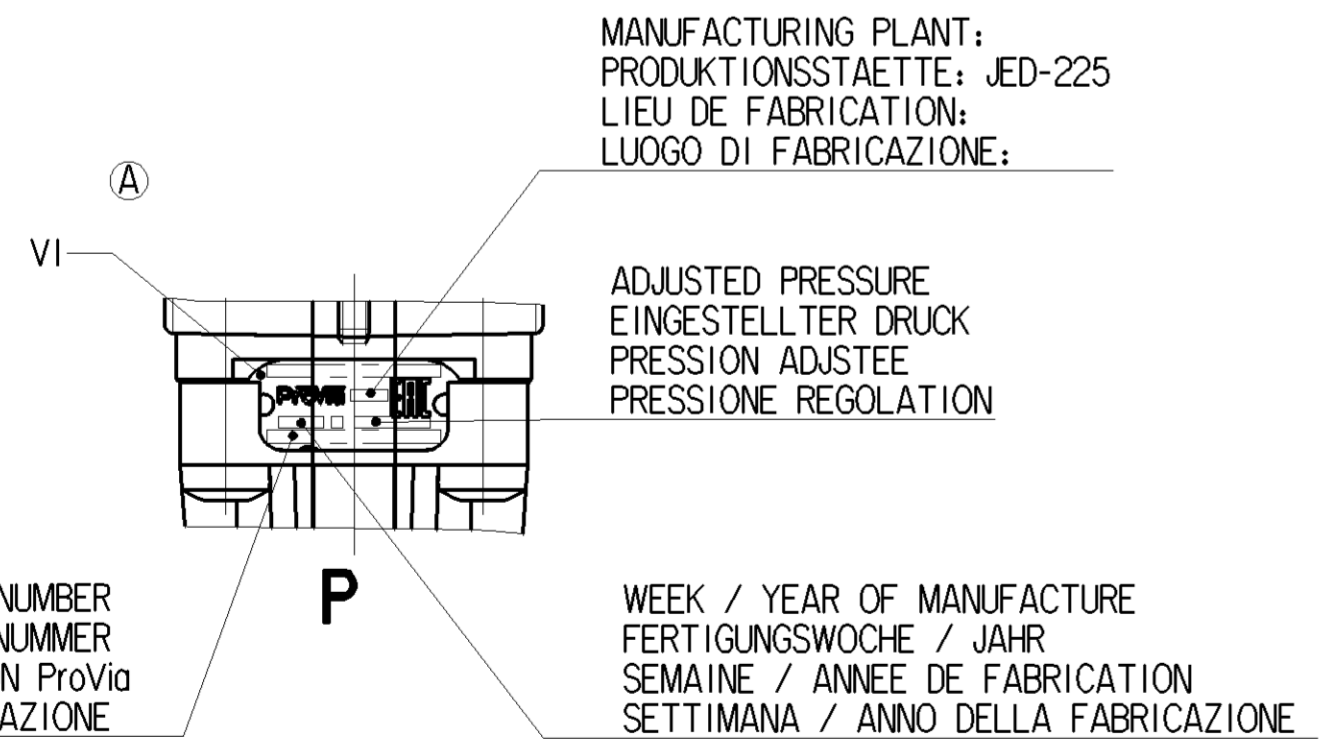 MANUFACTURING PLANT:
PRODUKTIONSSTAETTE: JED-225
LIEU DE FABRICATION:
LUOGO DI FABRICAZIONE:
A
VI
ADJUSTED PRESSURE
EINGESTELLTER DRUCK
PRESSION ADJSTEE
PRESSIONE REGOLATION
ProVia
EAC
P
NUMBER
NUMMER
N ProVia
AZIONE
WEEK / YEAR OF MANUFACTURE
FERTIGUNGSWOCHE / JAHR
SEMAINE / ANNEE DE FABRICATION
SETTIMANA / ANNO DELLA FABRICAZIONE